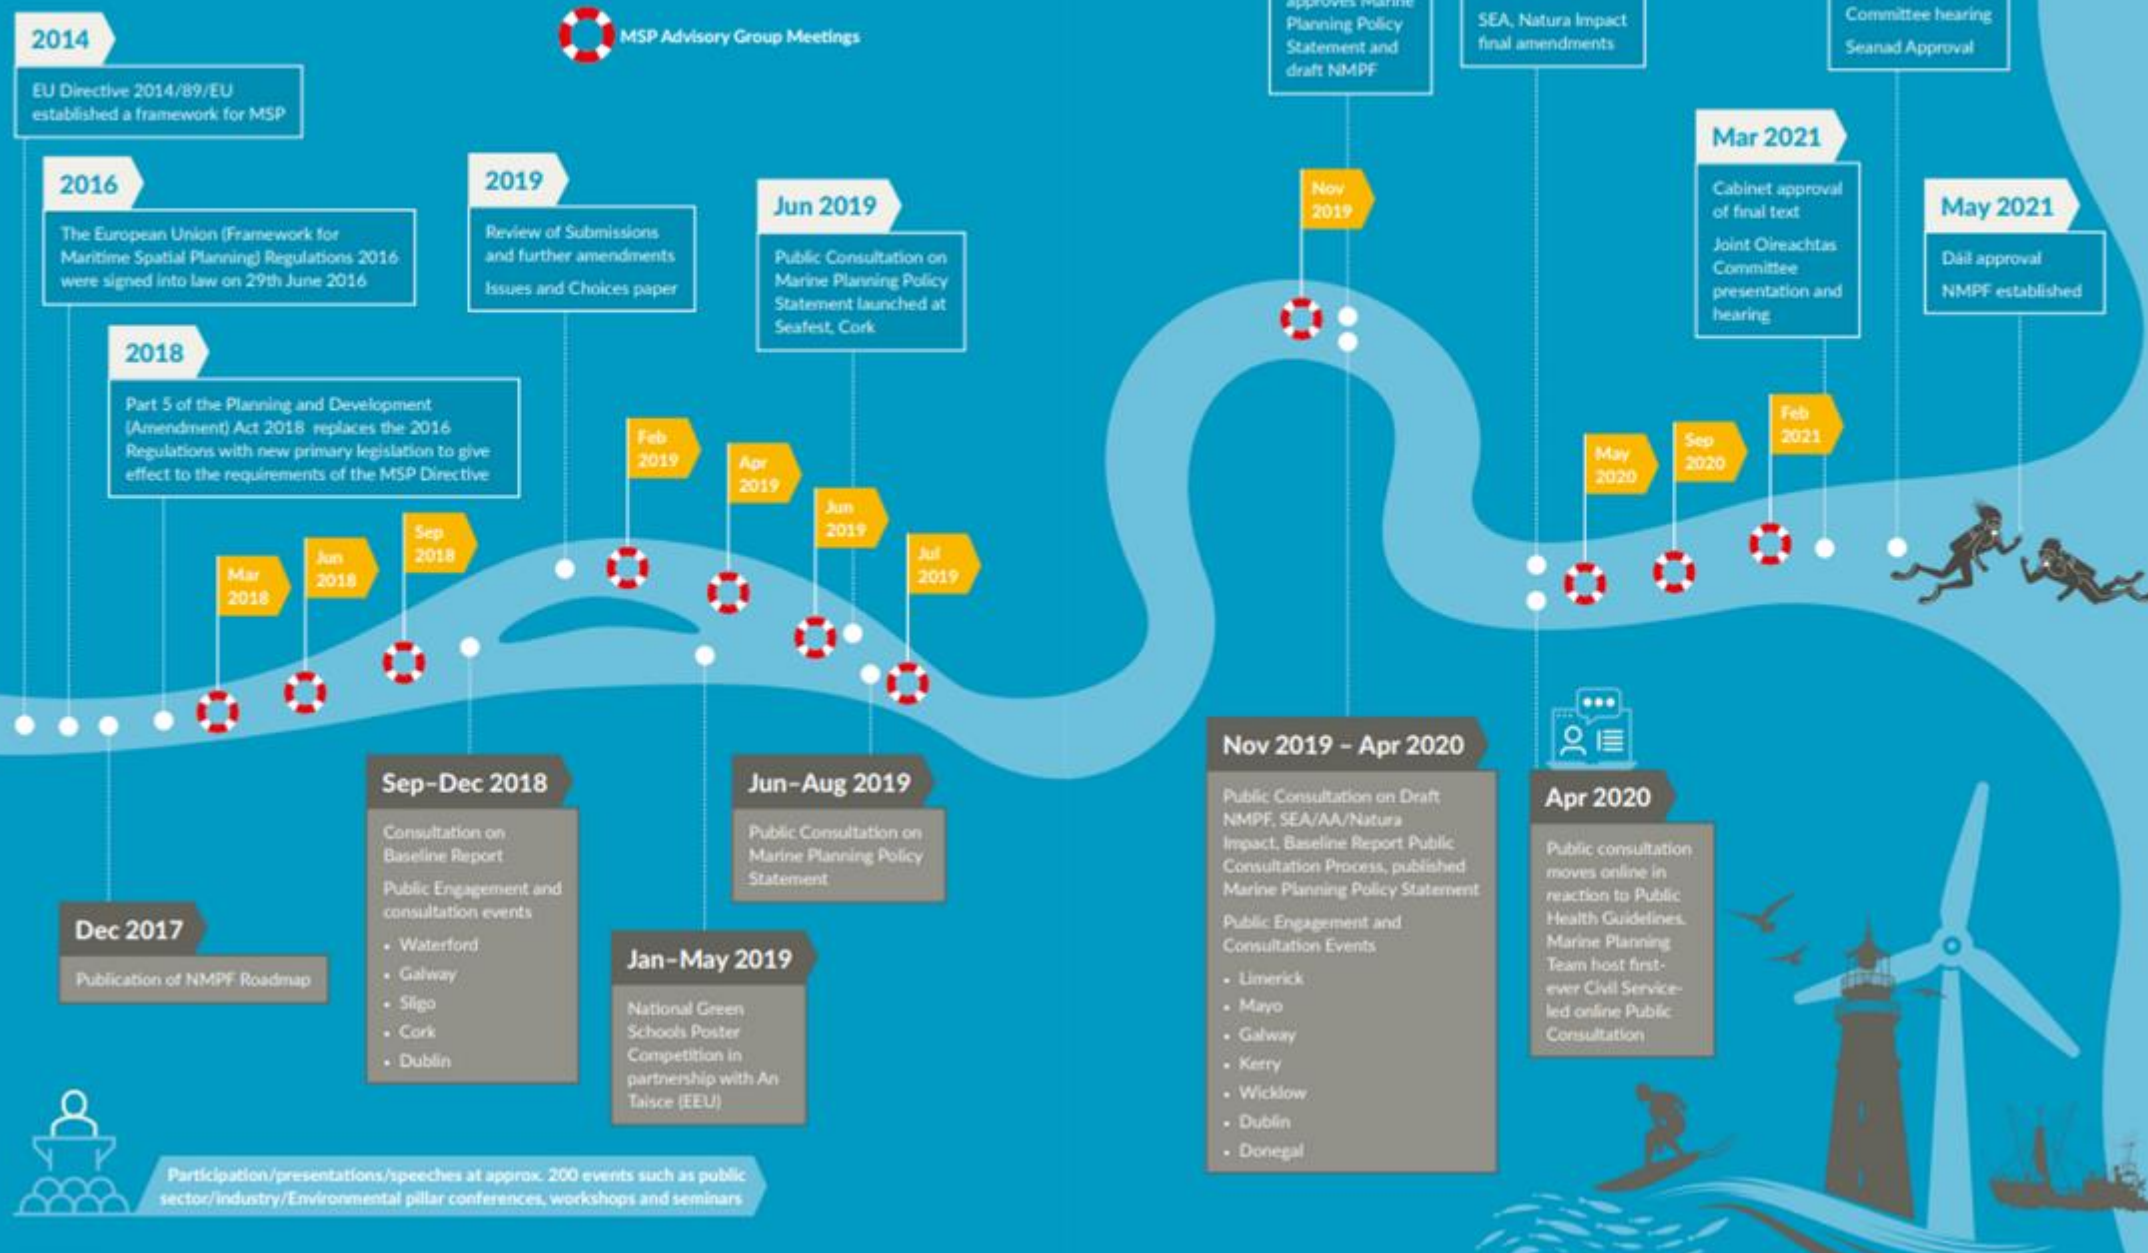 2014
EU Directive 2014/89/EU
established a framework for MSP
MSP Advisory Group Meetings
2016
The European Union (Framework for
Maritime Spatial Planning) Regulations 2016
were signed into law on 29th June 2016
2018
Part 5 of the Planning and Development
(Amendment) Act 2018 replaces the 2016
Regulations with new primary legislation to give
effect to the requirements of the MSP Directive
2019
Review of Submissions
and further amendments
Issues and Choices paper
Jun 2019
Public Consultation on
Marine Planning Policy
Statement launched at
Seafest, Cork
approves Marine
Planning Policy
Statement and
draft NMPF
SEA, Natura Impact
final amendments
Committee hearing
Seanad Approval
Mar 2021
Cabinet approval
of final text
Joint Oireachtas
Committee
presentation and
hearing
May 2021
Dáil approval
NMPF established
Mar
2018
Jun
2018
Sep
2018
Feb
2019
Apr
2019
Jun
2019
Jul
2019
Nov
2019
May
2020
Sep
2020
Feb
2021
Dec 2017
Publication of NMPF Roadmap
Sep–Dec 2018
Consultation on
Baseline Report
Public Engagement and
consultation events
• Waterford
• Galway
• Sligo
• Cork
• Dublin
Jan–May 2019
National Green
Schools Poster
Competition in
partnership with An
Taisce (EEU)
Jun–Aug 2019
Public Consultation on
Marine Planning Policy
Statement
Nov 2019 – Apr 2020
Public Consultation on Draft
NMPF, SEA/AA/Natura
Impact, Baseline Report Public
Consultation Process, published
Marine Planning Policy Statement
Public Engagement and
Consultation Events
• Limerick
• Mayo
• Galway
• Kerry
• Wicklow
• Dublin
• Donegal
Apr 2020
Public consultation
moves online in
reaction to Public
Health Guidelines.
Marine Planning
Team host first-
ever Civil Service-
led online Public
Consultation
Participation/presentations/speeches at approx. 200 events such as public
sector/industry/Environmental pillar conferences, workshops and seminars